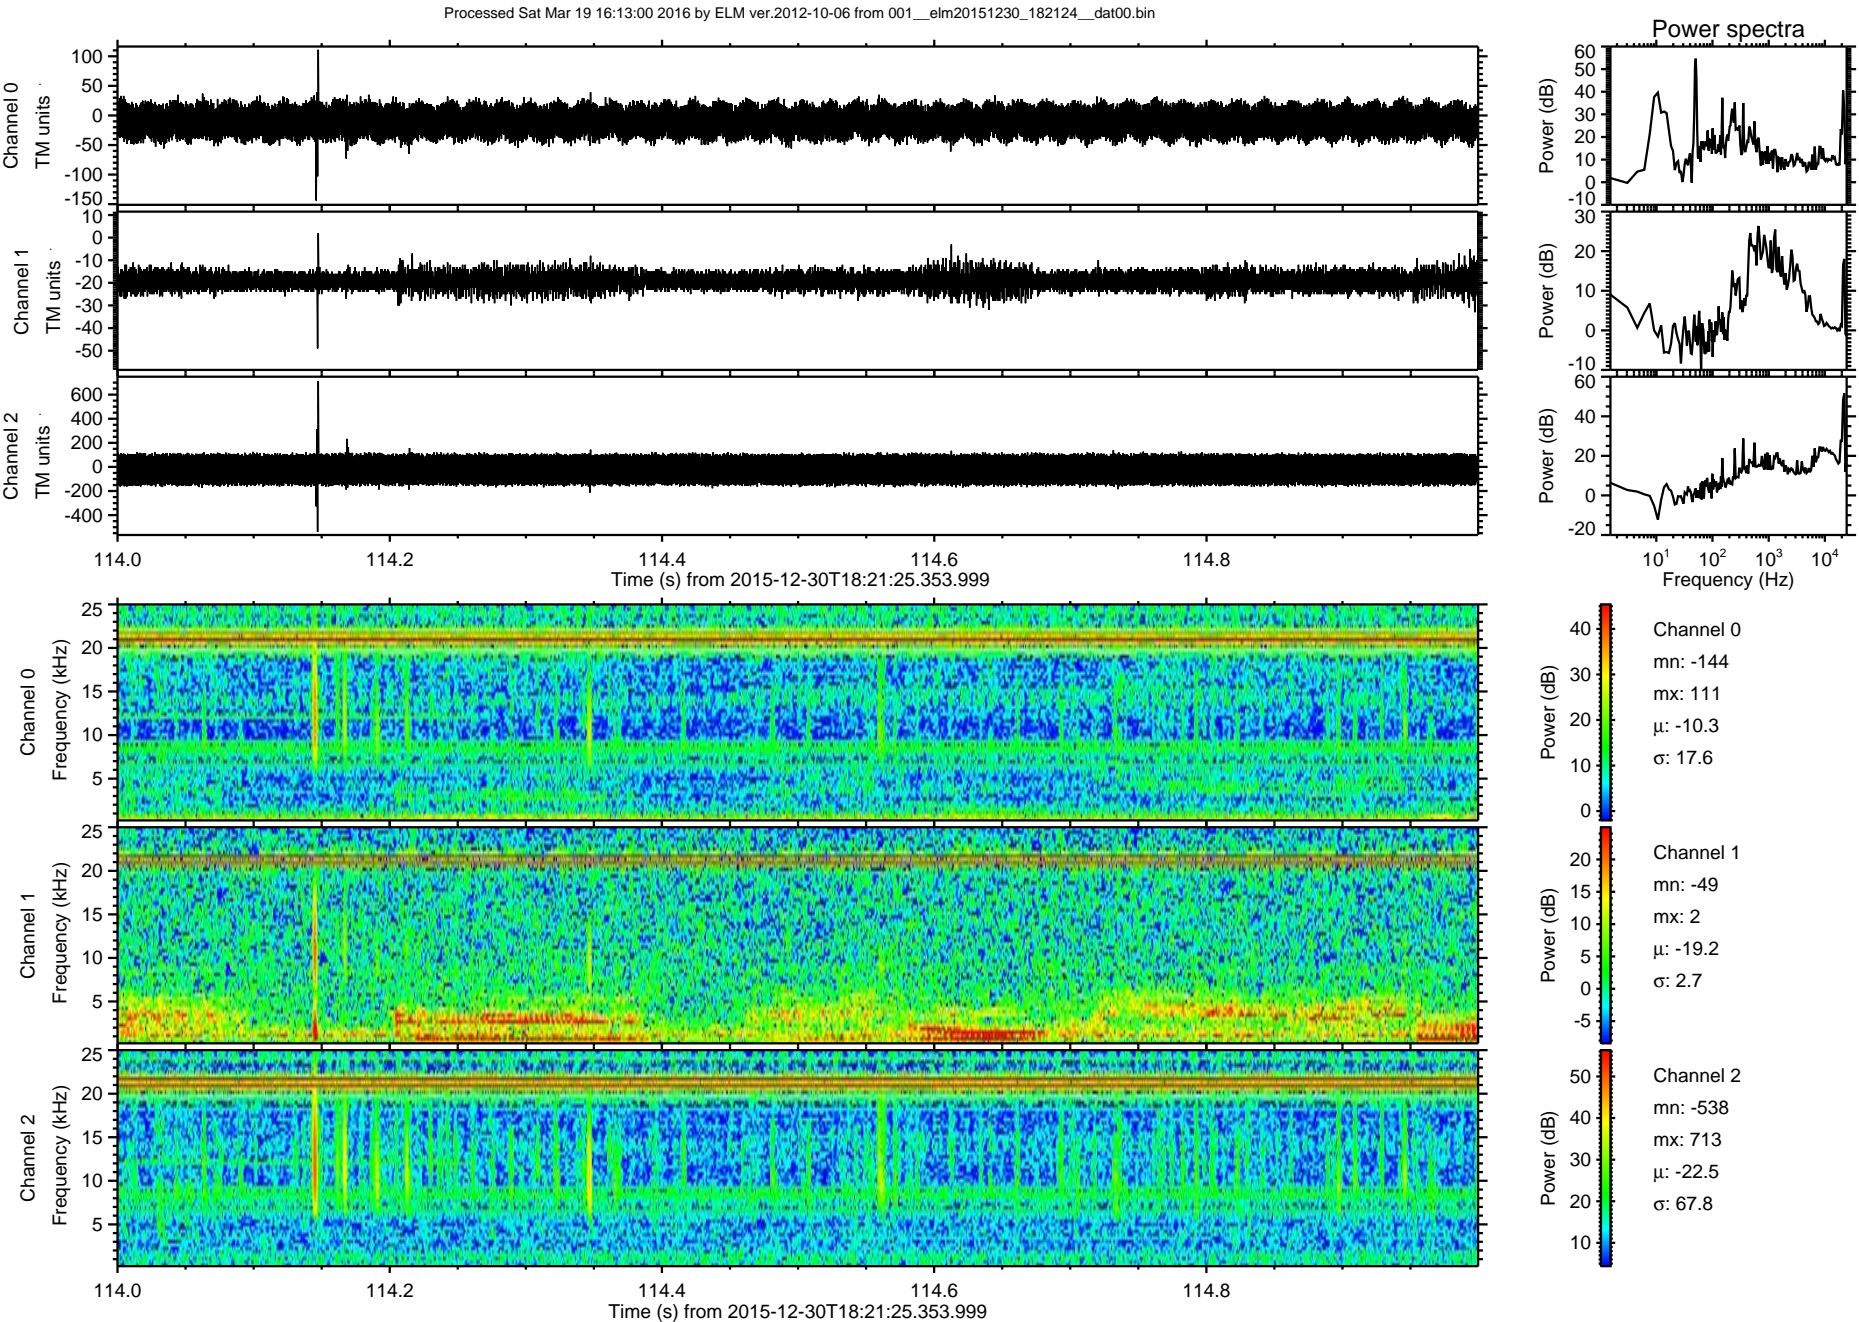 Processed Sat Mar 19 16:13:00 2016 by ELM ver.2012-10-06 from 001__elm20151230_182124__dat00.bin
Power spectra
Channel 0
TM units
100
50
0
-50
-100
-150
Power (dB)
60
50
40
30
20
10
0
-10
Channel 1
TM units
10
0
-10
-20
-30
-40
-50
Power (dB)
30
20
10
0
-10
Channel 2
TM units
600
400
200
0
-200
-400
Power (dB)
60
40
20
0
-20
114.0 114.2 114.4 114.6 114.8
Time (s) from 2015-12-30T18:21:25.353.999
10¹ 10² 10³ 10⁴
Frequency (Hz)
Channel 0
Frequency (kHz)
25
20
15
10
5
Power (dB)
40
30
20
10
0
Channel 0
mn: -144
mx: 111
µ: -10.3
σ: 17.6
Channel 1
Frequency (kHz)
25
20
15
10
5
Power (dB)
20
15
10
5
0
-5
Channel 1
mn: -49
mx: 2
µ: -19.2
σ: 2.7
Channel 2
Frequency (kHz)
25
20
15
10
5
Power (dB)
50
40
30
20
10
Channel 2
mn: -538
mx: 713
µ: -22.5
σ: 67.8
114.0 114.2 114.4 114.6 114.8
Time (s) from 2015-12-30T18:21:25.353.999